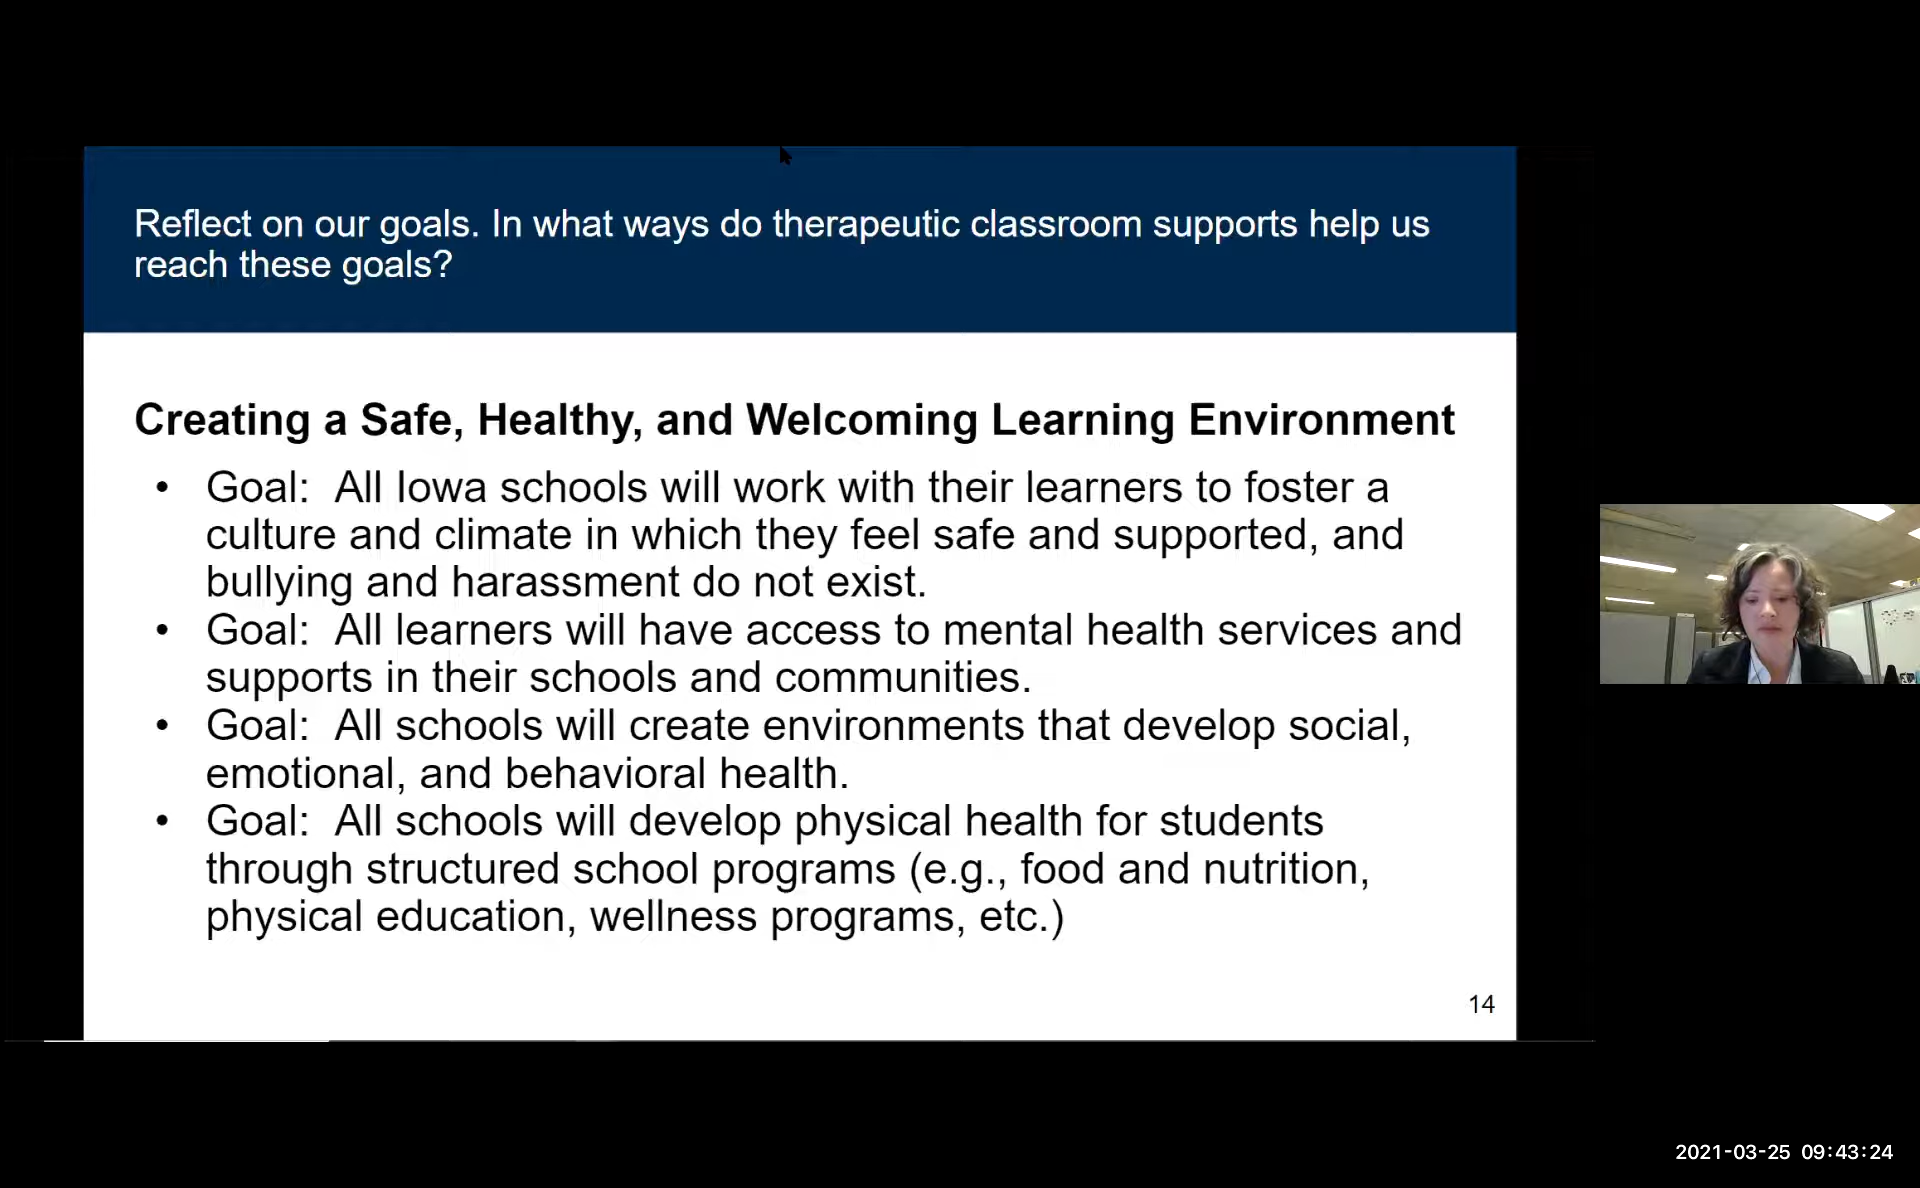 Reflect on our goals. In what ways do therapeutic classroom supports help us
reach these goals?
Creating a Safe, Healthy, and Welcoming Learning Environment
• Goal:  All Iowa schools will work with their learners to foster a
culture and climate in which they feel safe and supported, and
bullying and harassment do not exist.
• Goal:  All learners will have access to mental health services and
supports in their schools and communities.
• Goal:  All schools will create environments that develop social,
emotional, and behavioral health.
• Goal:  All schools will develop physical health for students
through structured school programs (e.g., food and nutrition,
physical education, wellness programs, etc.)
14
2021-03-25 09:43:24